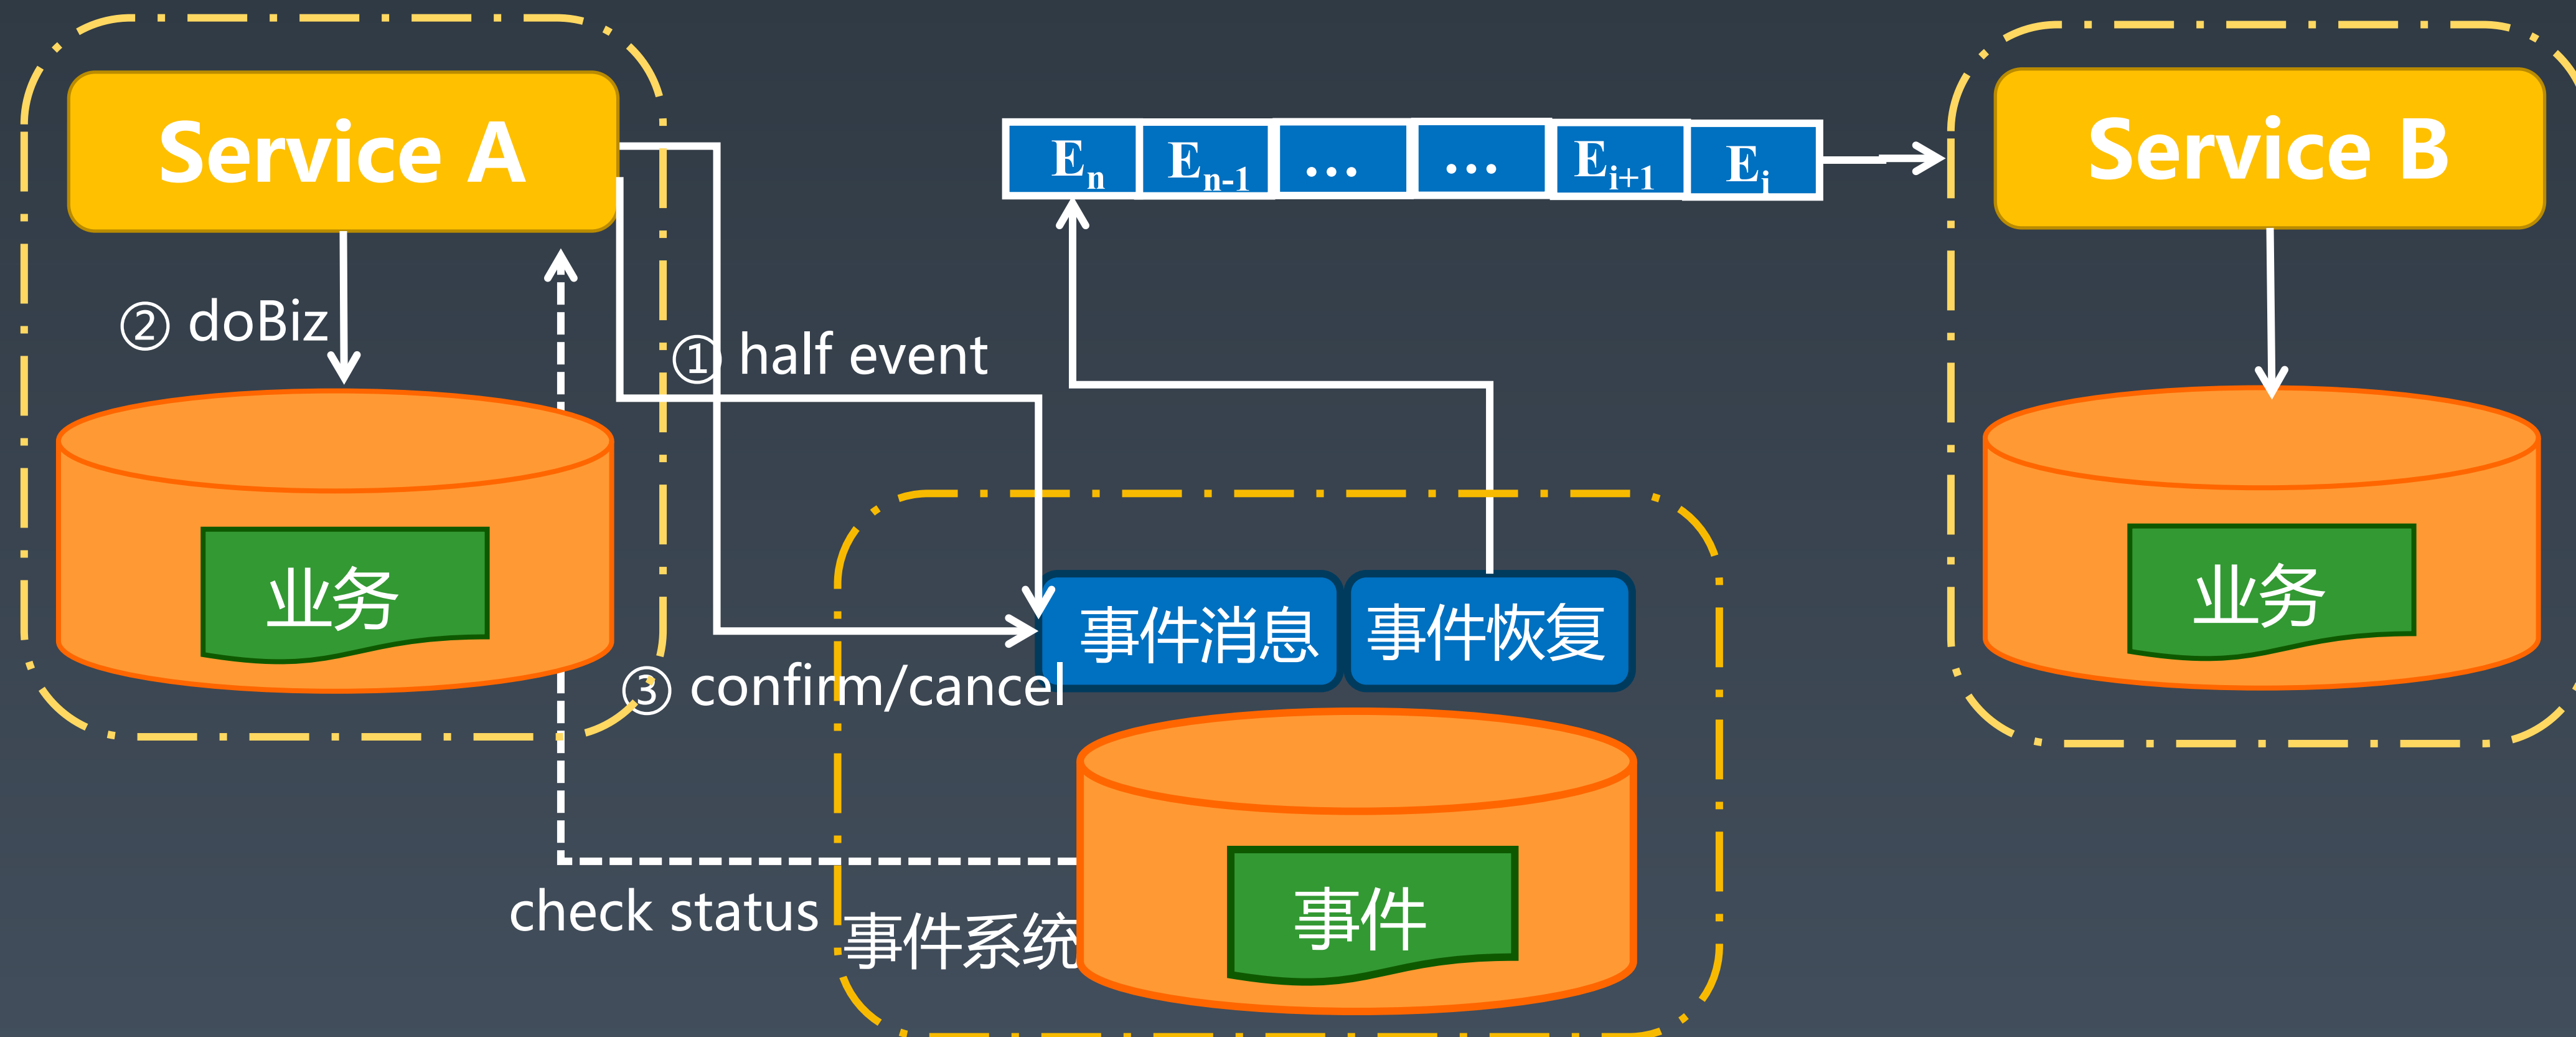 Service A
Service B
En En-1 ... ... Ei+1 Ei
② doBiz
① half event
业务
业务
事件消息 事件恢复
③ confirm/cancel
事件
check status
事件系统